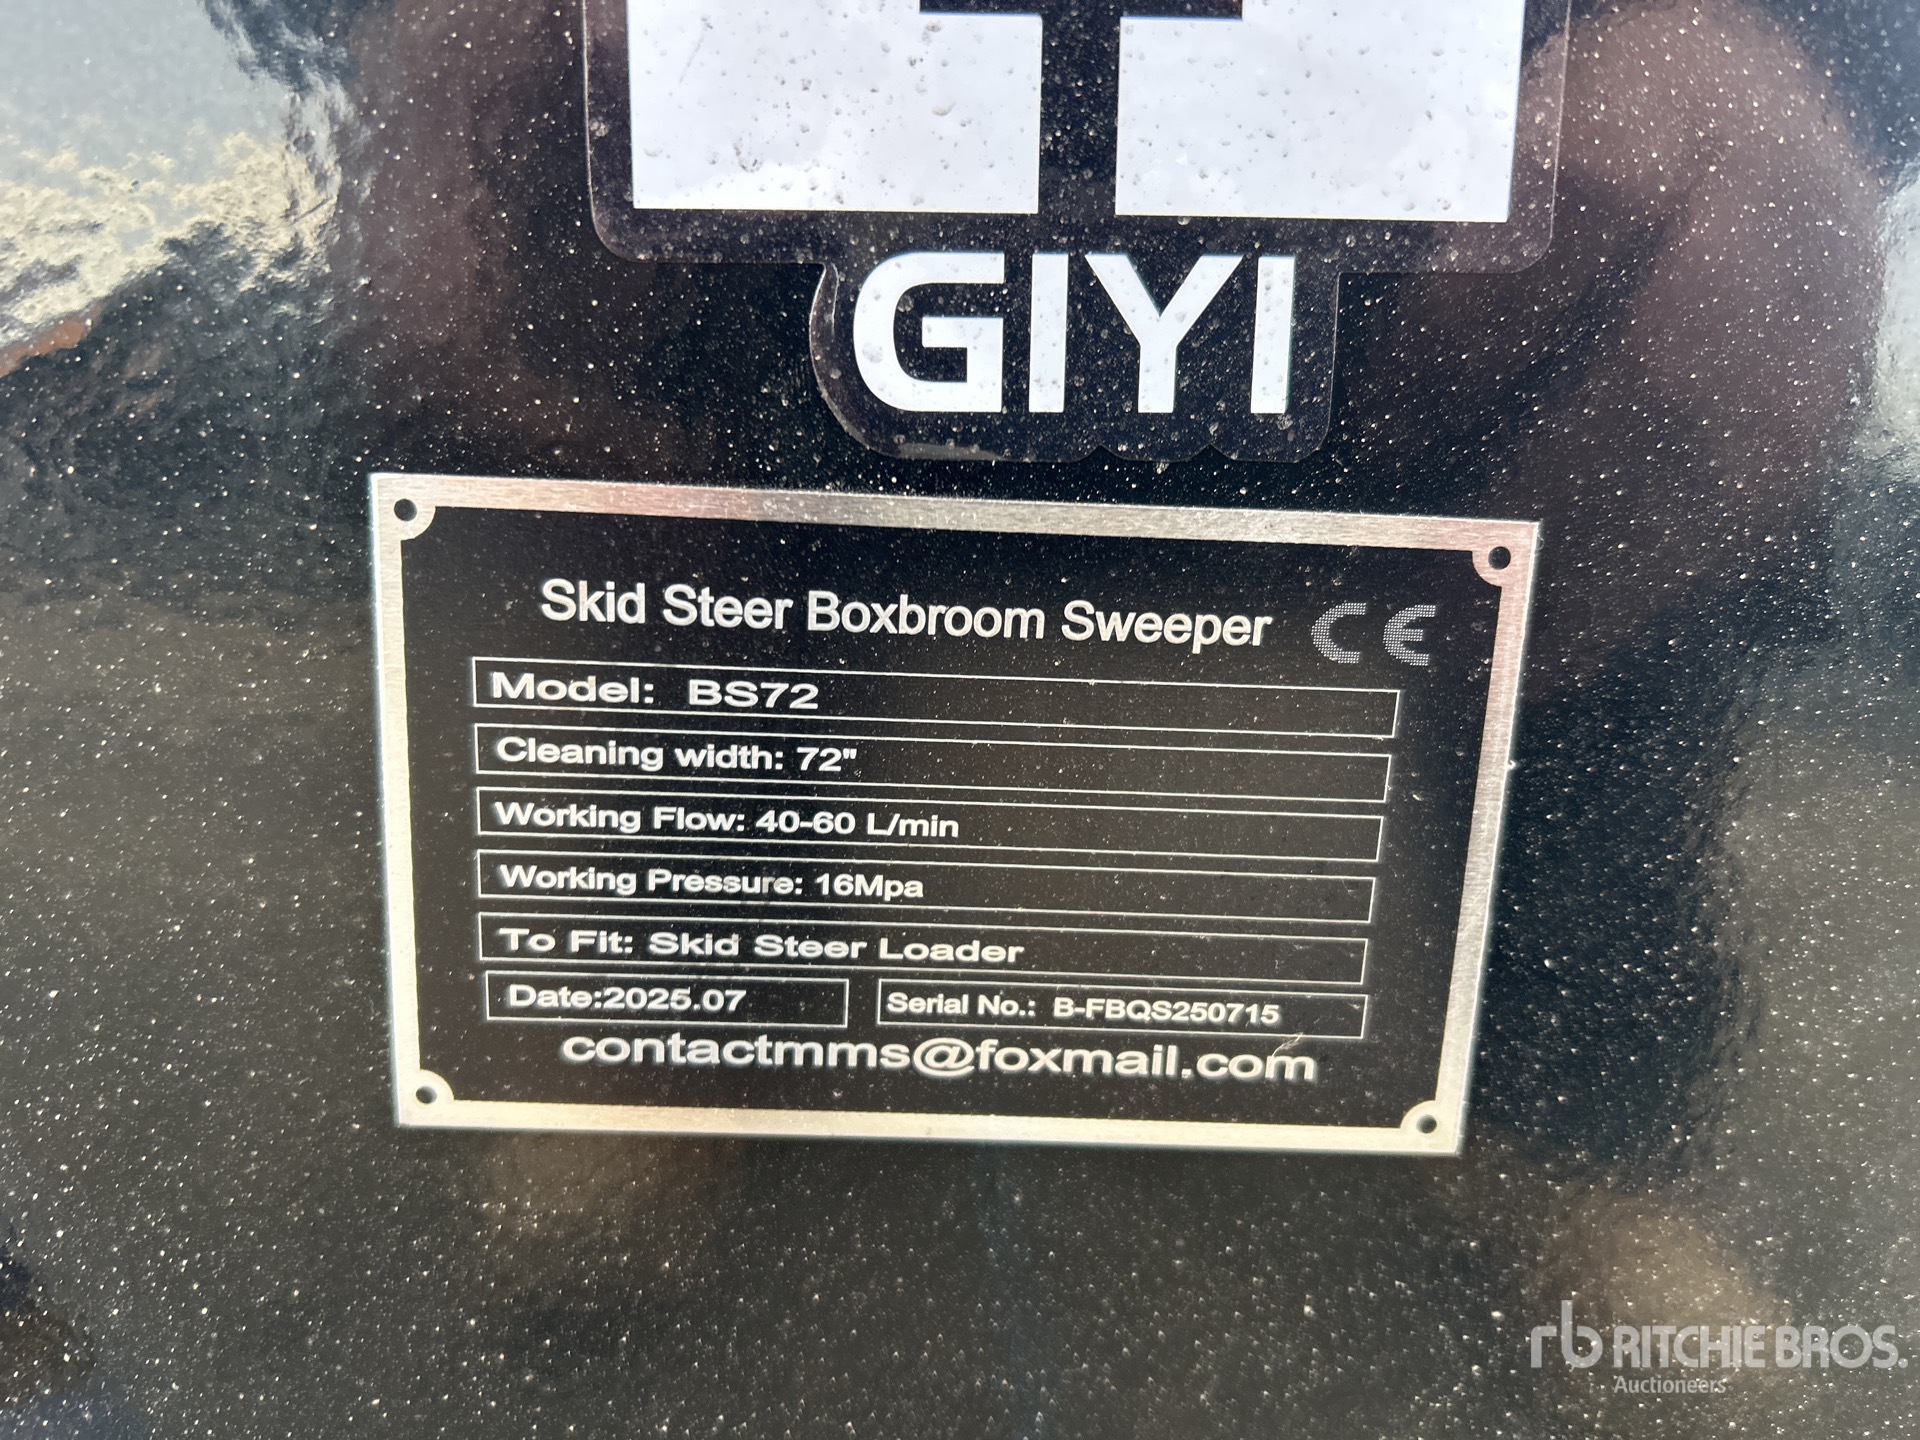 GIYI
Skid Steer Boxbroom Sweeper CE
Model: BS72
Cleaning width: 72"
Working Flow: 40-60 L/min
Working Pressure: 16Mpa
To Fit: Skid Steer Loader
Date:2025.07 Serial No.: B-FBQS250715
contactmms@foxmail.com
rb RITCHIE BROS.
Auctioneers